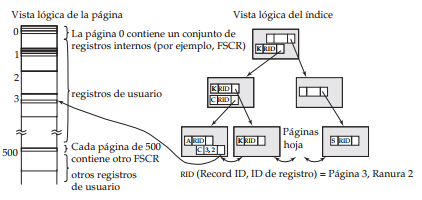 Vista lógica de la página
Vista lógica del índice
0
La página 0 contiene un conjunto de
registros internos (por ejemplo, FSCR)
1
2
3
registros de usuario
500
Cada página de 500
contiene otro FSCR
otros registros
de usuario
K RID
K RID
C RID
A RID
C 3, 2
K RID
Páginas
hoja
S RID
RID (Record ID, ID de registro) = Página 3, Ranura 2